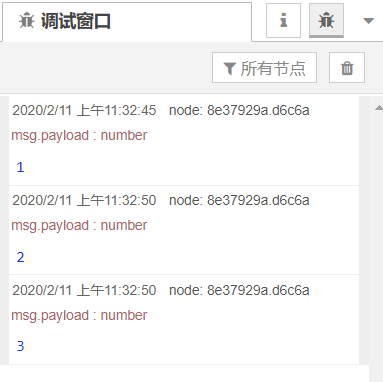 调试窗口
所有节点
2020/2/11 上午11:32:45 node: 8e37929a.d6c6a
msg.payload : number
1
2020/2/11 上午11:32:50 node: 8e37929a.d6c6a
msg.payload : number
2
2020/2/11 上午11:32:50 node: 8e37929a.d6c6a
msg.payload : number
3